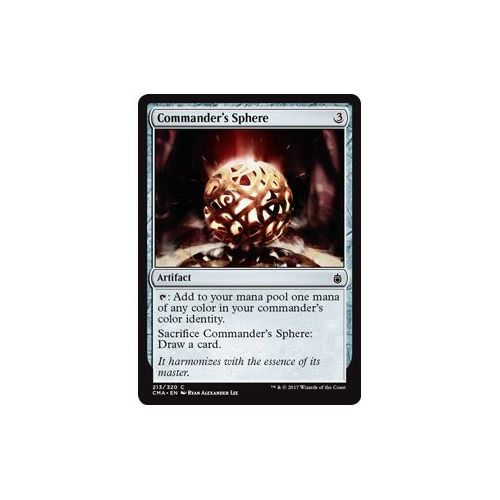 Commander's Sphere 3
Artifact
: Add to your mana pool one mana
of any color in your commander's
color identity.
Sacrifice Commander's Sphere:
Draw a card.
It harmonizes with the essence of its
master.
213/320 C
CMA • EN Ryan Alexander Lee
™ & © 2017 Wizards of the Coast